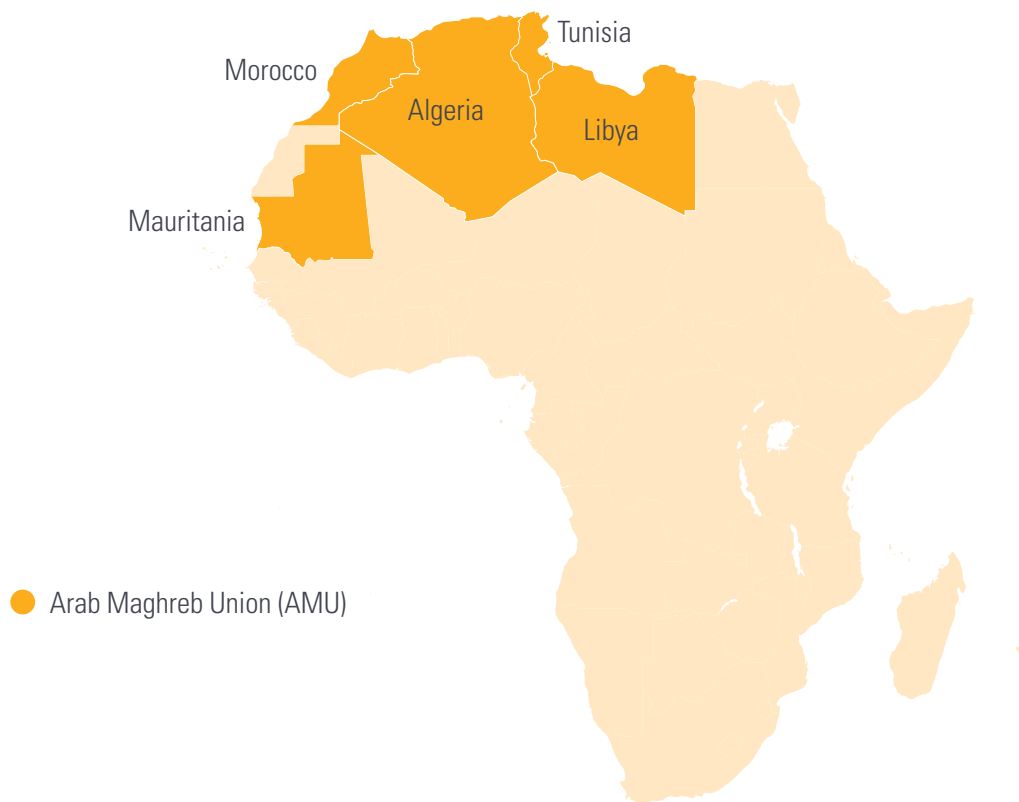 Tunisia
Morocco
Algeria
Libya
Mauritania
Arab Maghreb Union (AMU)